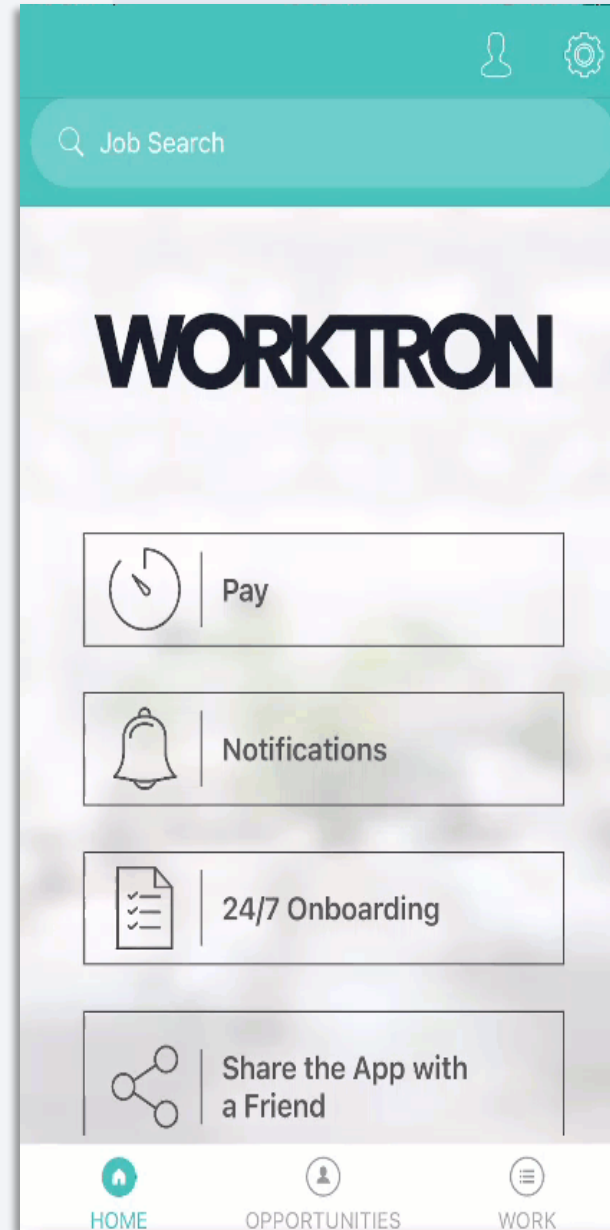 Job Search
WORKTRON
Pay
Notifications
24/7 Onboarding
Share the App with
a Friend
HOME
OPPORTUNITIES
WORK